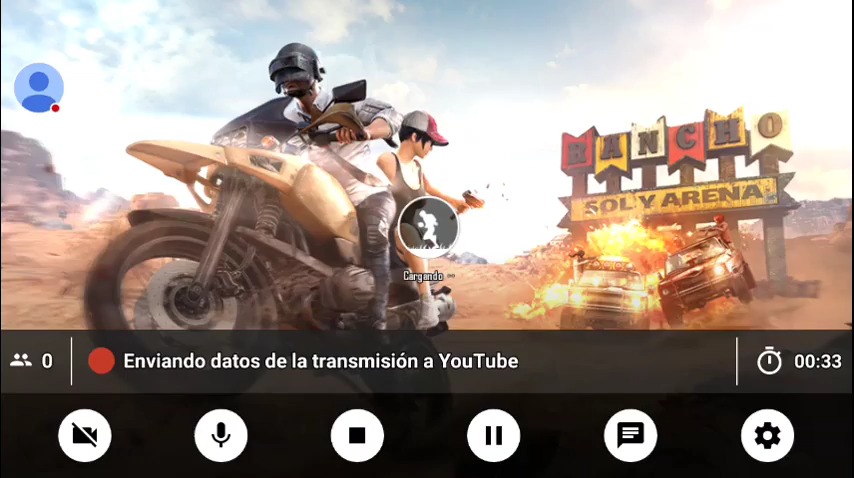 RANCHO
SOL Y ARENA
Cargando
0
Enviando datos de la transmisión a YouTube
00:33